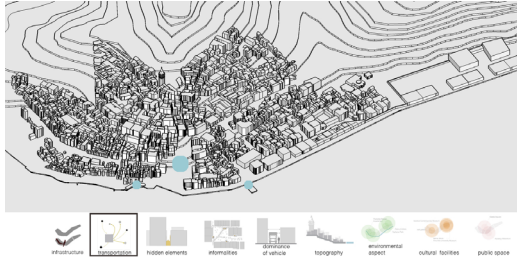 infrastructure
transportation
hidden elements
informalities
dominance
of vehicle
topography
environmental
aspect
cultural facilities
public space